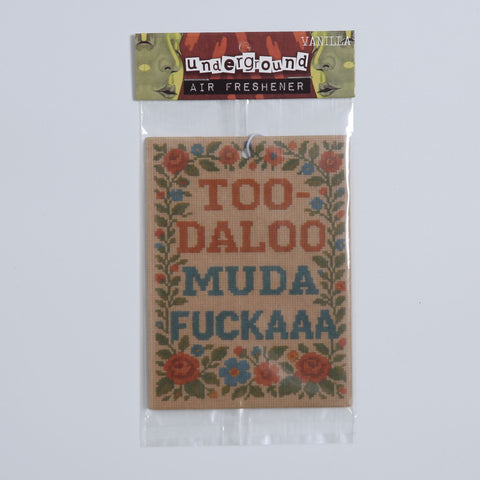 VANILLA
underground
AIR FRESHENER
TOO-
DALOO
MUDA
FUCKAAA